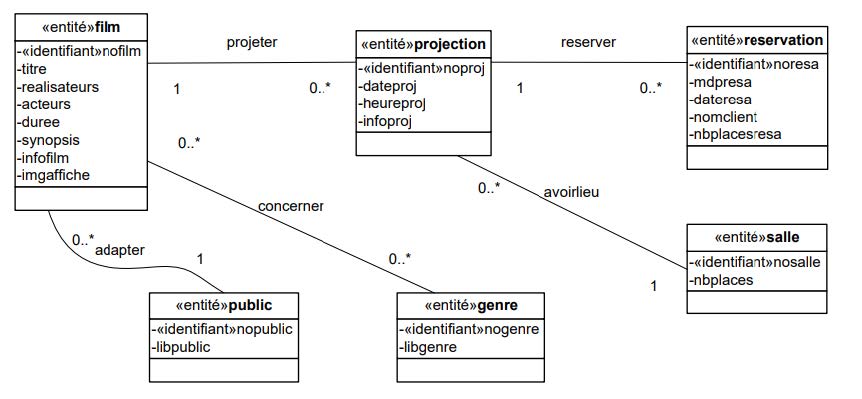 «entité»film
-«identifiant»nofilm
-titre
-realisateurs
-acteurs
-duree
-synopsis
-infofilm
-imgaffiche
projeter
1
0..*
«entité»projection
-«identifiant»noproj
-dateproj
-heureproj
-infoproj
reserver
1
0..*
«entité»reservation
-«identifiant»noresa
-mdpresa
-dateresa
-nomclient
-nbplacesresa
0..*
concerner
0..*
0..*
avoirlieu
1
«entité»salle
-«identifiant»nosalle
-nbplaces
0..*
adapter
1
«entité»public
-«identifiant»nopublic
-libpublic
«entité»genre
-«identifiant»nogenre
-libgenre